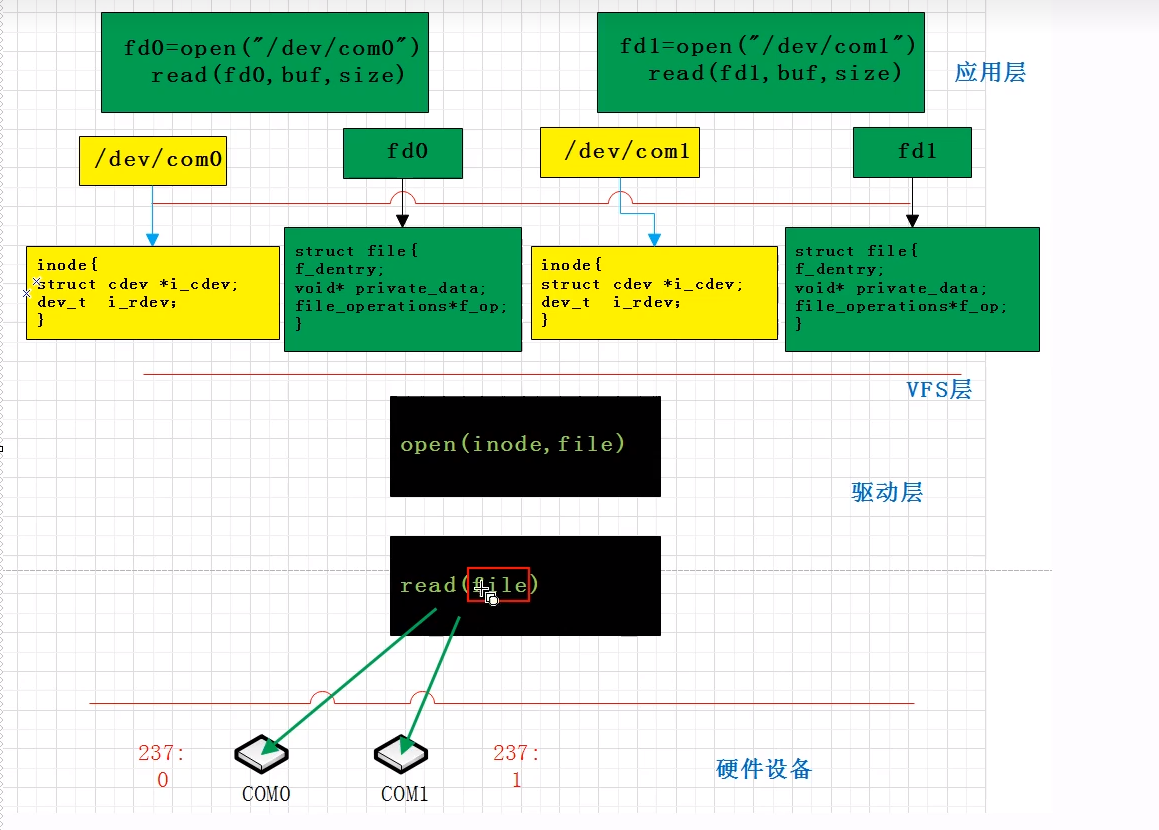 fd0=open("/dev/com0")
read(fd0,buf,size)
fd1=open("/dev/com1")
read(fd1,buf,size)
应用层
/dev/com0
fd0
/dev/com1
fd1
inode{
struct cdev *i_cdev;
dev_t i_rdev;
}
struct file{
f_dentry;
void* private_data;
file_operations*f_op;
}
inode{
struct cdev *i_cdev;
dev_t i_rdev;
}
struct file{
f_dentry;
void* private_data;
file_operations*f_op;
}
VFS层
open(inode,file)
驱动层
read(file)
237:
0
COM0
COM1
237:
1
硬件设备